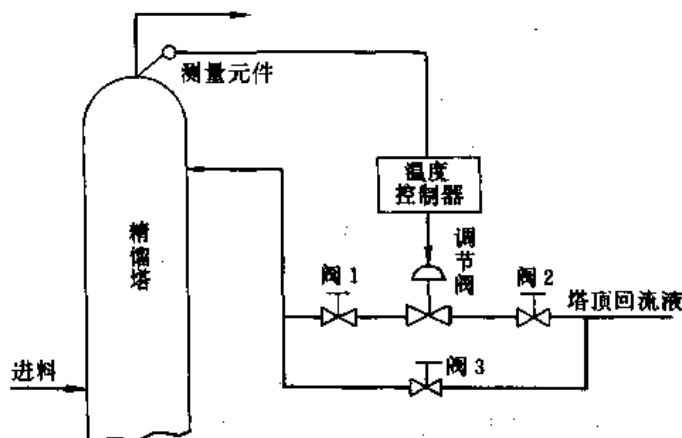 测量元件
温度
控制器
精馏塔
调节阀
阀 1
阀 2
塔顶回流液
进料
阀 3